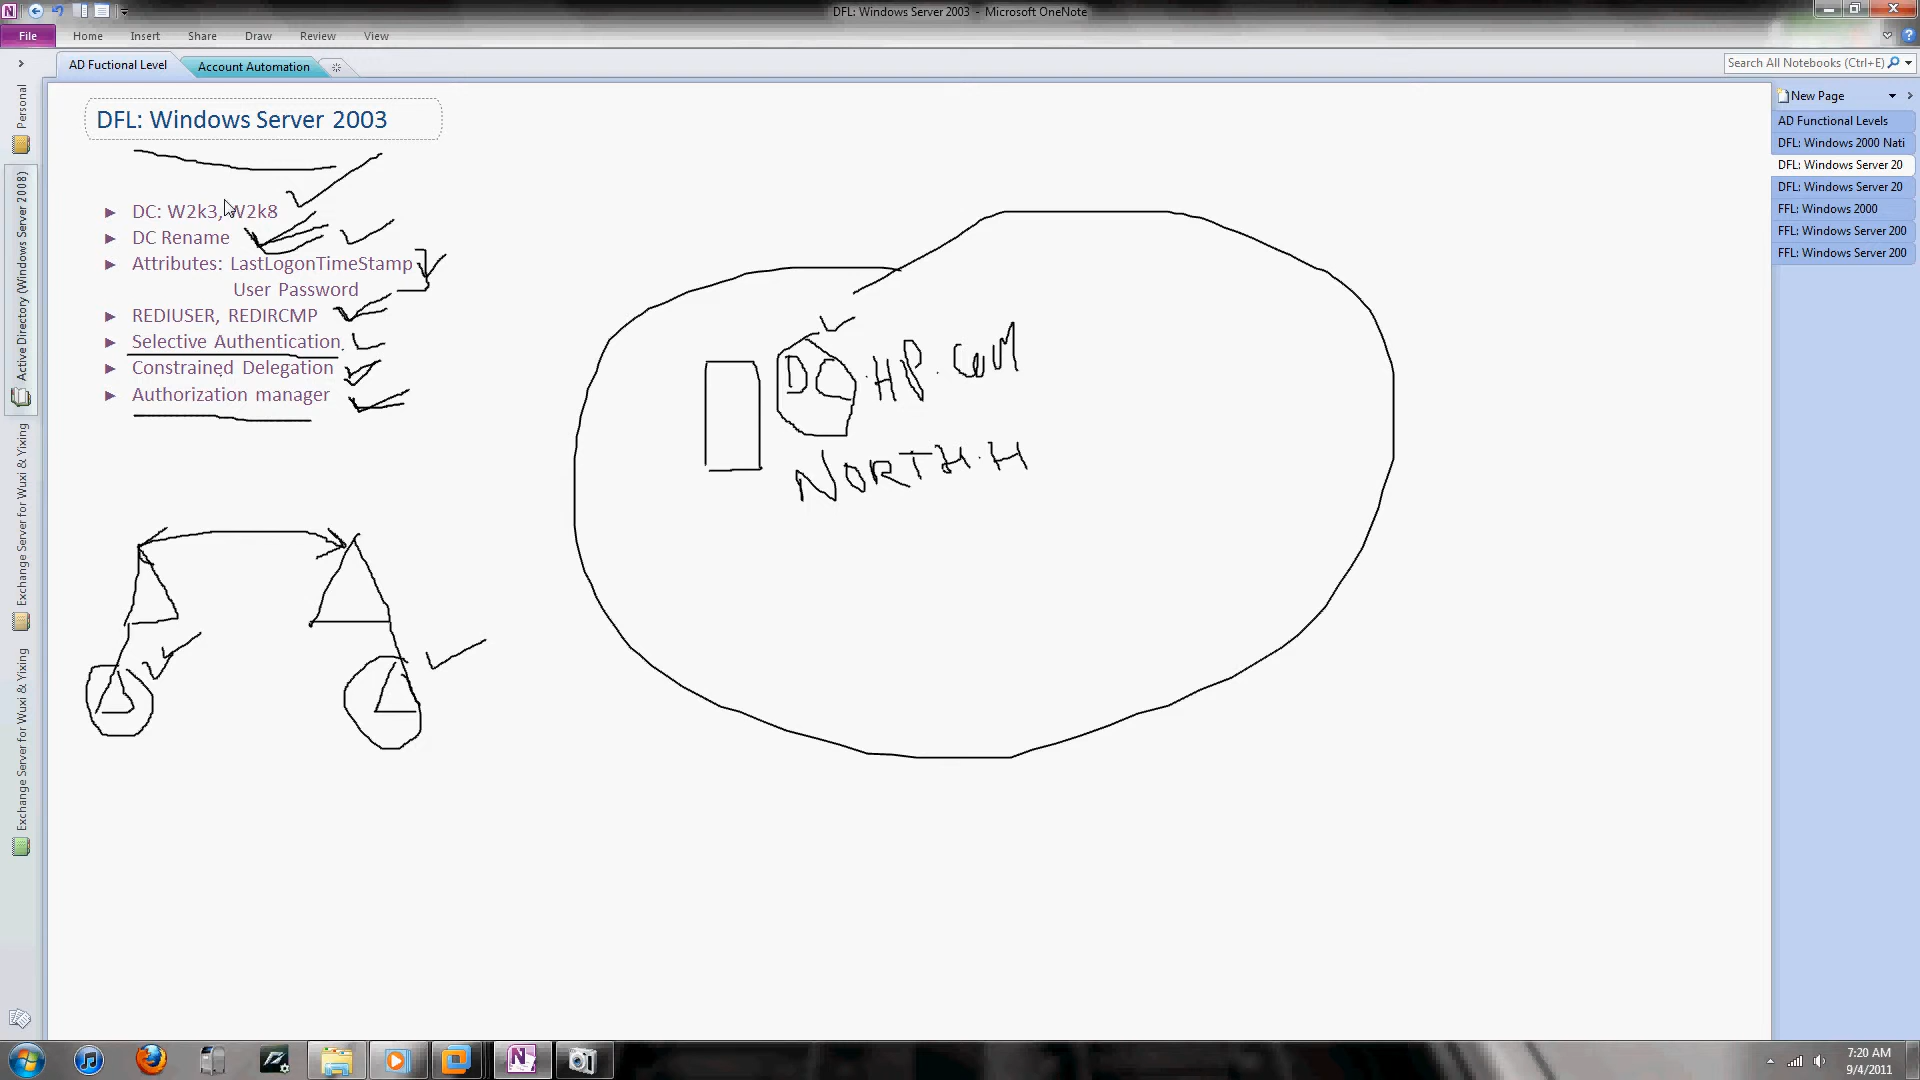 DFL: Windows Server 2003 - Microsoft OneNote
File Home Insert Share Draw Review View
AD Fuctional Level
Account Automation
Search All Notebooks (Ctrl+E)
Personal
Active Directory (Windows Server 2008)
Exchange Server for Wuxi & Yixing
Exchange Server for Wuxi & Yixing
DFL: Windows Server 2003
DC: W2k3, W2k8
DC Rename
Attributes: LastLogonTimeStamp
User Password
REDIUSER, REDIRCMP
Selective Authentication
Constrained Delegation
Authorization manager
DC.HP.COM
NORTH.H
New Page
AD Functional Levels
DFL: Windows 2000 Nati
DFL: Windows Server 20
DFL: Windows Server 20
FFL: Windows 2000
FFL: Windows Server 200
FFL: Windows Server 200
7:20 AM
9/4/2011